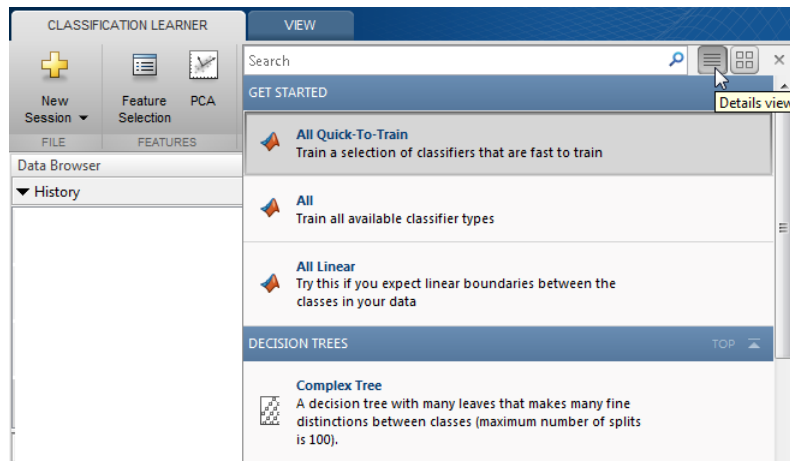 CLASSIFICATION LEARNER
VIEW
New
Session
Feature
Selection
PCA
FILE
FEATURES
Data Browser
History
Search
Details view
GET STARTED
All Quick-To-Train
Train a selection of classifiers that are fast to train
All
Train all available classifier types
All Linear
Try this if you expect linear boundaries between the
classes in your data
DECISION TREES
TOP
Complex Tree
A decision tree with many leaves that makes many fine
distinctions between classes (maximum number of splits
is 100).